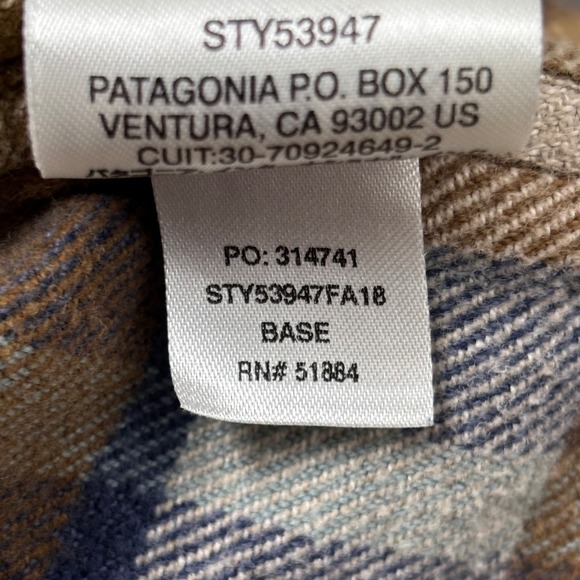 STY53947
PATAGONIA P.O. BOX 150
VENTURA, CA 93002 US
CUIT:30-70924649-2
PO: 314741
STY53947FA18
BASE
RN# 51884